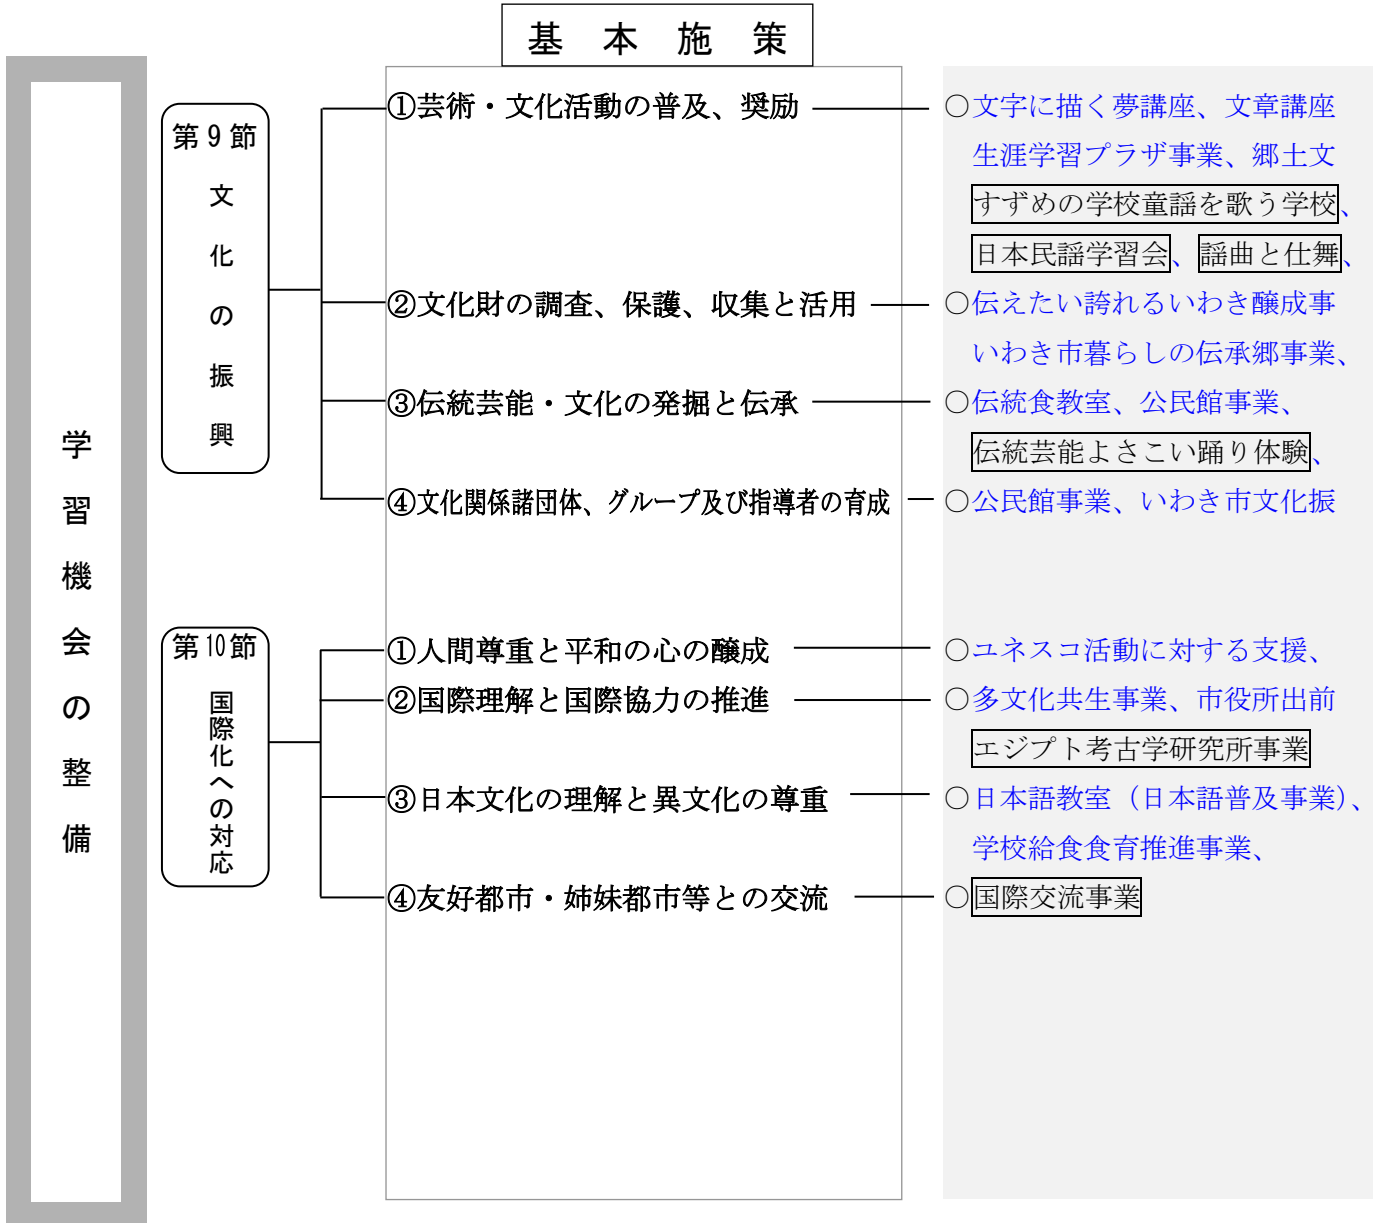 基本施策
学習機会の整備
第9節
文化の振興
①芸術・文化活動の普及、奨励
○文字に描く夢講座、文章講座
生涯学習プラザ事業、郷土文
すずめの学校童謡を歌う学校、
日本民謡学習会、謡曲と仕舞、
②文化財の調査、保護、収集と活用
○伝えたい誇れるいわき醸成事
いわき市暮らしの伝承郷事業、
③伝統芸能・文化の発掘と伝承
○伝統食教室、公民館事業、
伝統芸能よさこい踊り体験、
④文化関係諸団体、グループ及び指導者の育成
○公民館事業、いわき市文化振
第10節
国際化への対応
①人間尊重と平和の心の醸成
○ユネスコ活動に対する支援、
②国際理解と国際協力の推進
○多文化共生事業、市役所出前
エジプト考古学研究所事業
③日本文化の理解と異文化の尊重
○日本語教室（日本語普及事業）、
学校給食食育推進事業、
④友好都市・姉妹都市等との交流
○国際交流事業